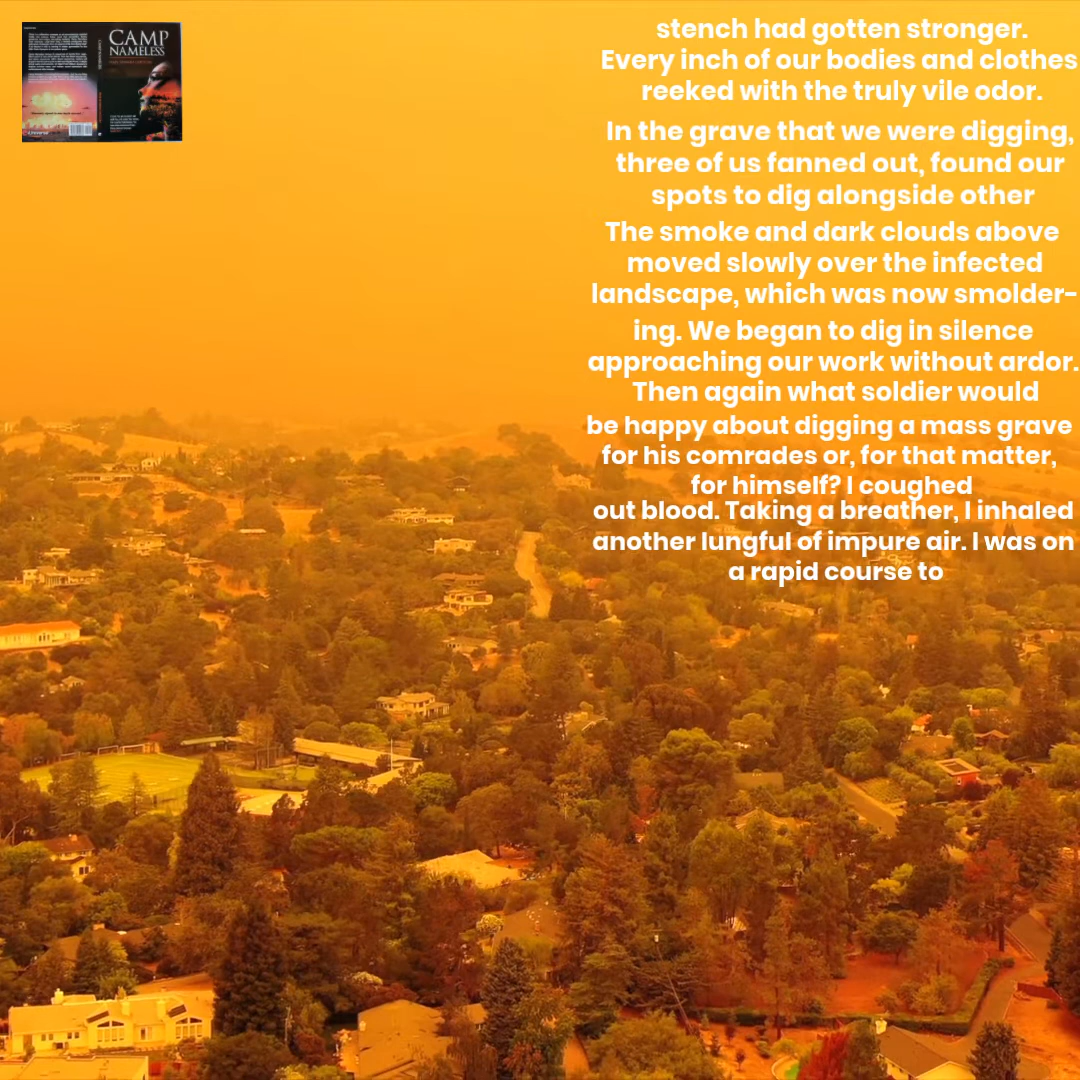 CAMP
NAMELESS
stench had gotten stronger.
Every inch of our bodies and clothes
reeked with the truly vile odor.
In the grave that we were digging,
three of us fanned out, found our
spots to dig alongside other
The smoke and dark clouds above
moved slowly over the infected
landscape, which was now smolder-
ing. We began to dig in silence
approaching our work without ardor.
Then again what soldier would
be happy about digging a mass grave
for his comrades or, for that matter,
for himself? I coughed
out blood. Taking a breather, I inhaled
another lungful of impure air. I was on
a rapid course to